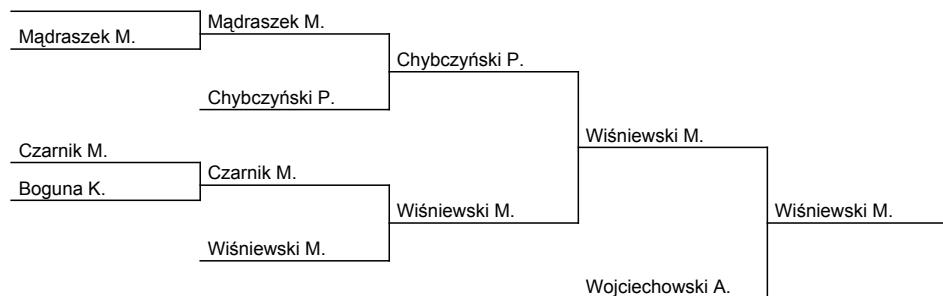 Mądraszek M.
Mądraszek M.
Chybczyński P.
Chybczyński P.
Wiśniewski M.
Czarnik M.
Czarnik M.
Boguna K.
Wiśniewski M.
Wiśniewski M.
Wiśniewski M.
Wojciechowski A.